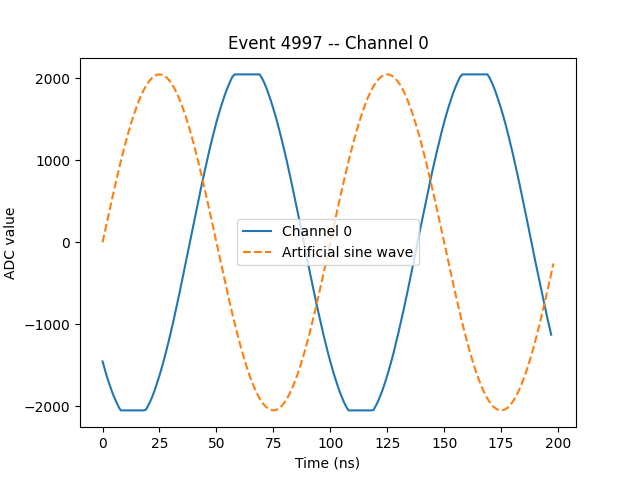 Event 4997 -- Channel 0
ADC value
2000
1000
0
−1000
−2000
Channel 0
Artificial sine wave
0 25 50 75 100 125 150 175 200
Time (ns)